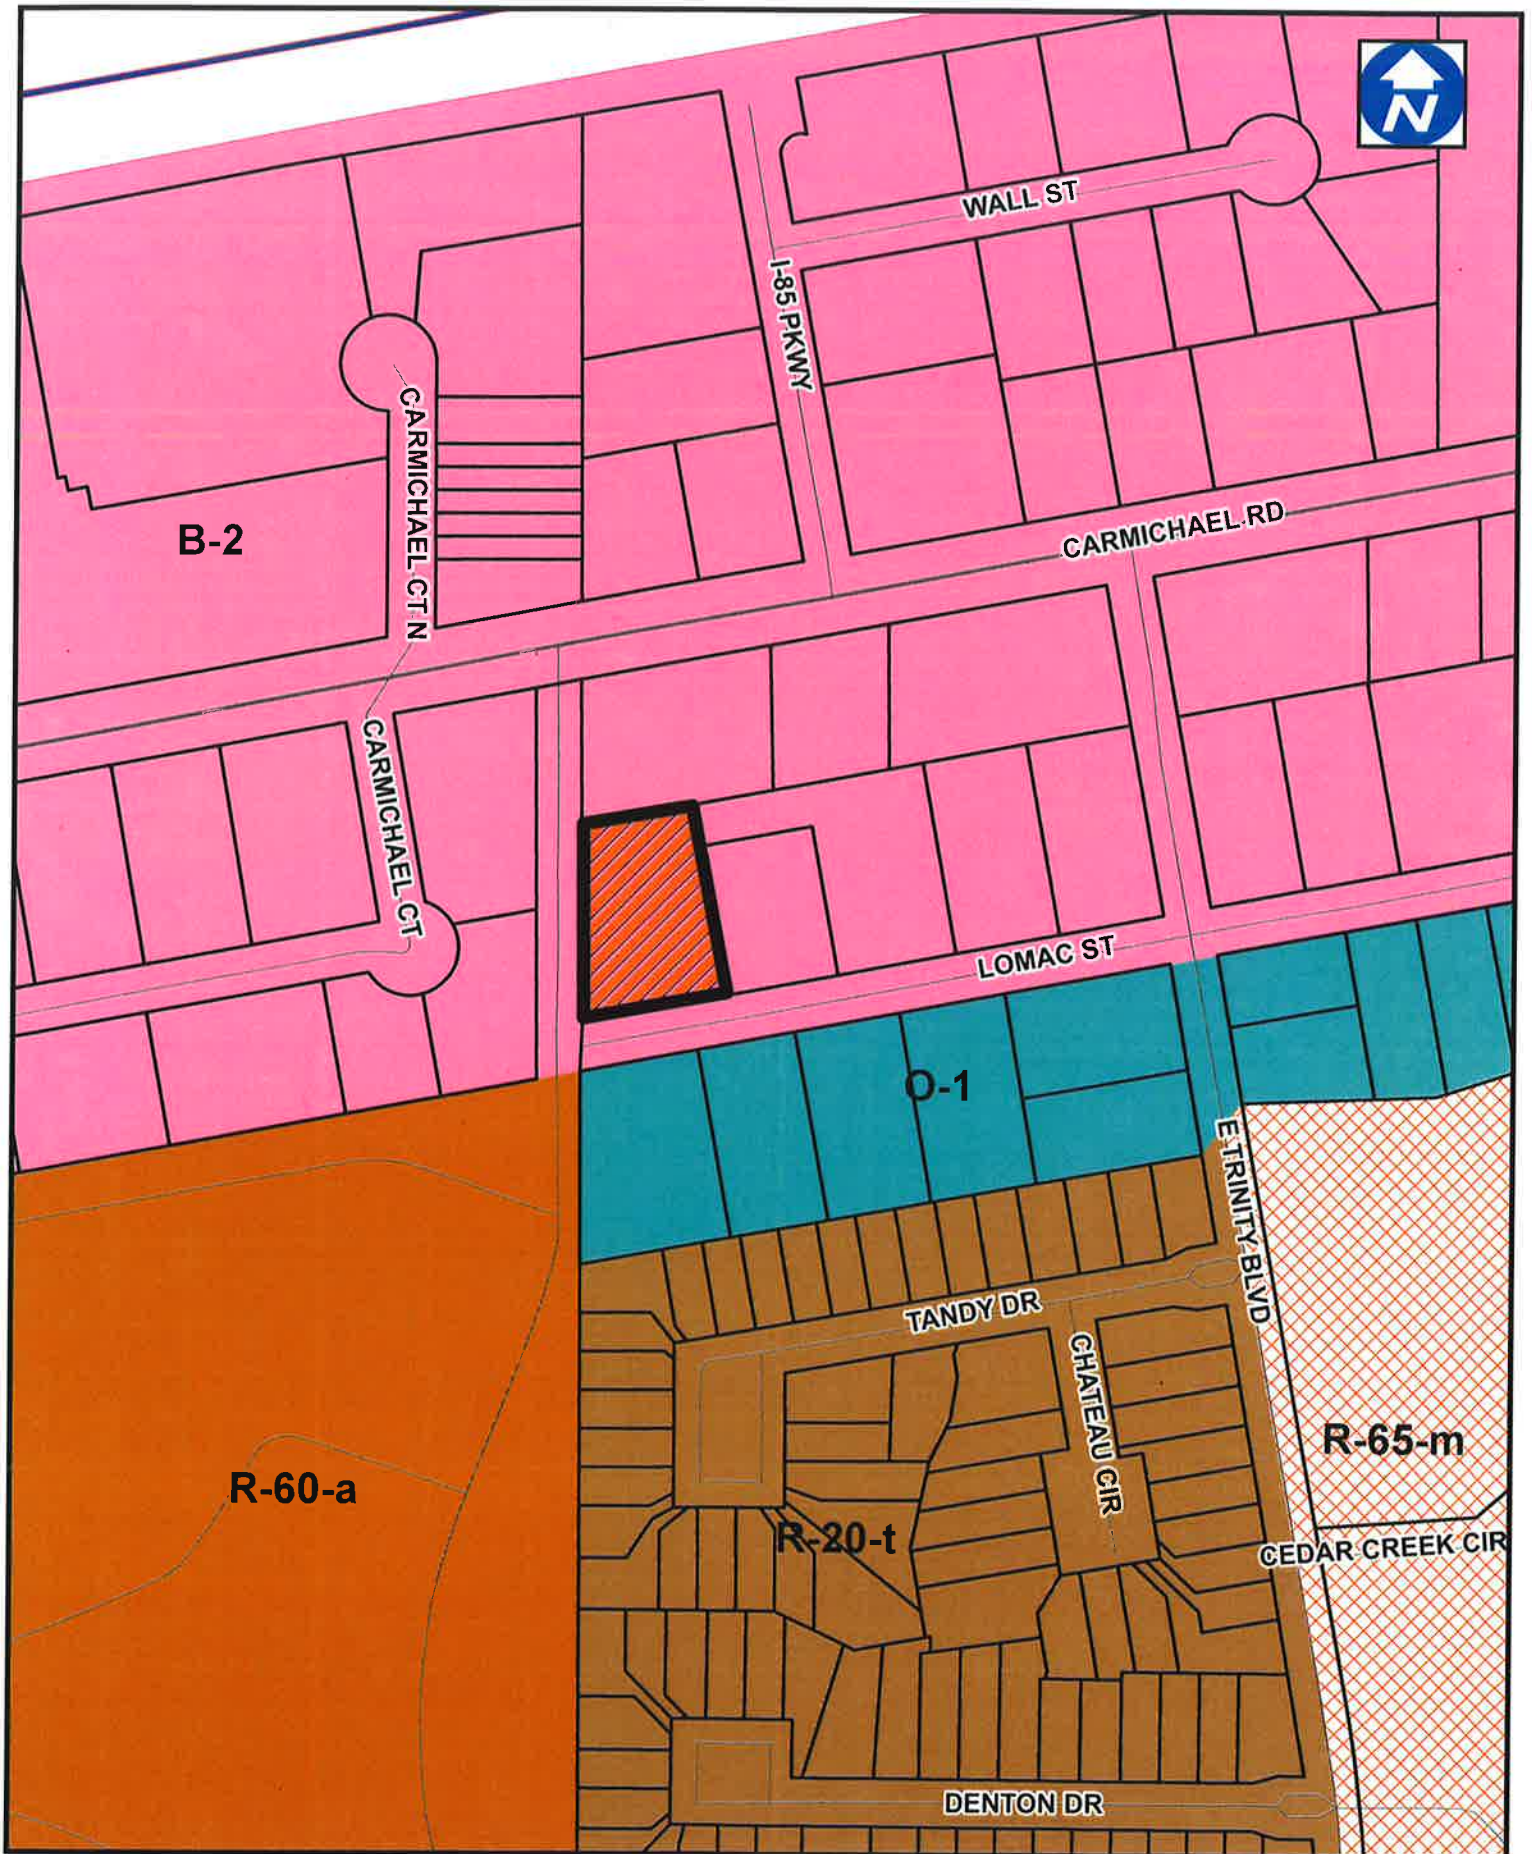 N
WALL ST
I-85 PKWY
CARMICHAEL CT N
CARMICHAEL RD
B-2
CARMICHAEL CT
LOMAC ST
O-1
E TRINITY BLVD
TANDY DR
CHATEAU CIR
R-65-m
R-60-a
R-20-t
CEDAR CREEK CIR
DENTON DR